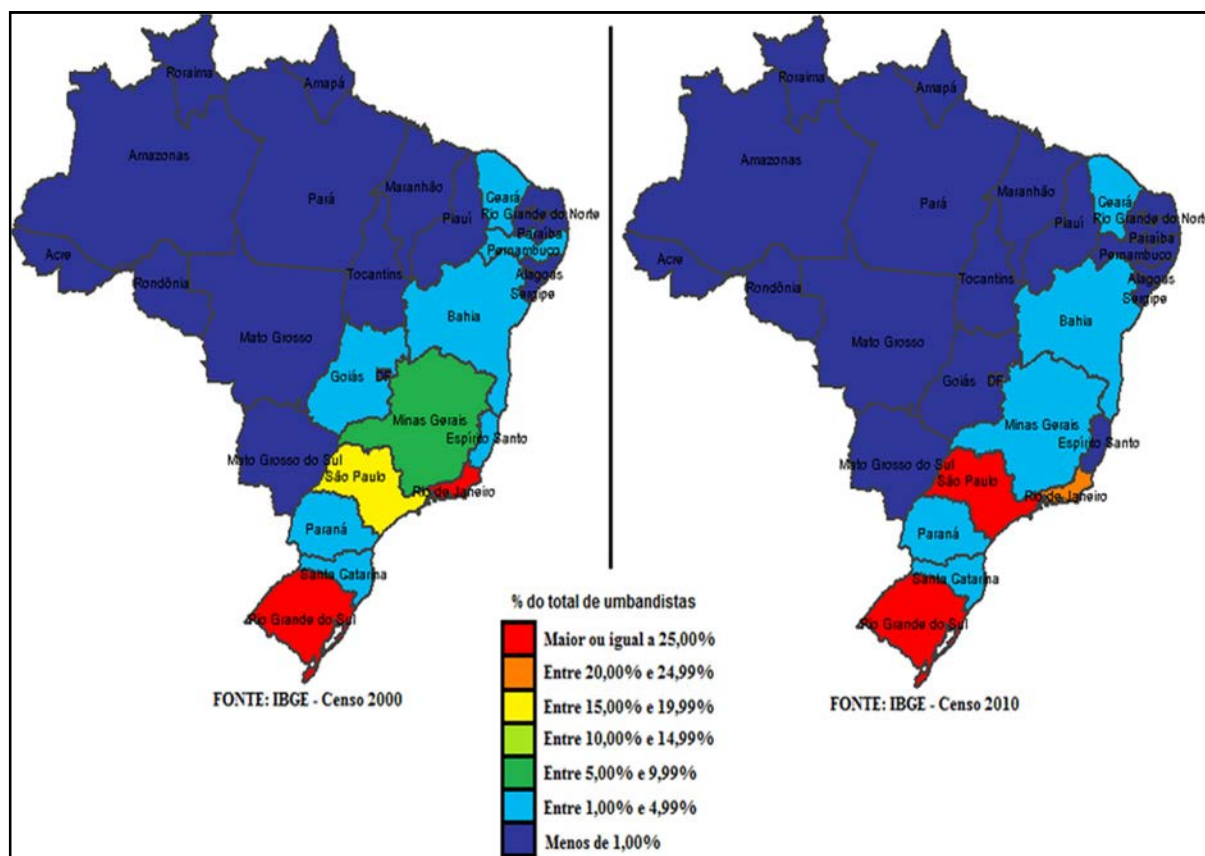 Roraima
Amapá
Amazonas
Pará
Maranhão
Ceará
Rio Grande do Norte
Piauí
Paraíba
Pernambuco
Acre
Alagoas
Tocantins
Rondônia
Sergipe
Bahia
Mato Grosso
Goiás
DF
Minas Gerais
Espírito Santo
Mato Grosso do Sul
São Paulo
Rio de Janeiro
Paraná
Santa Catarina
Rio Grande do Sul
FONTE: IBGE - Censo 2000
Roraima
Amapá
Amazonas
Pará
Maranhão
Ceará
Rio Grande do Norte
Piauí
Paraíba
Pernambuco
Acre
Alagoas
Tocantins
Rondônia
Sergipe
Bahia
Mato Grosso
Goiás
DF
Minas Gerais
Espírito Santo
Mato Grosso do Sul
São Paulo
Rio de Janeiro
Paraná
Santa Catarina
Rio Grande do Sul
FONTE: IBGE - Censo 2010
% do total de umbandistas
Maior ou igual a 25,00%
Entre 20,00% e 24,99%
Entre 15,00% e 19,99%
Entre 10,00% e 14,99%
Entre 5,00% e 9,99%
Entre 1,00% e 4,99%
Menos de 1,00%